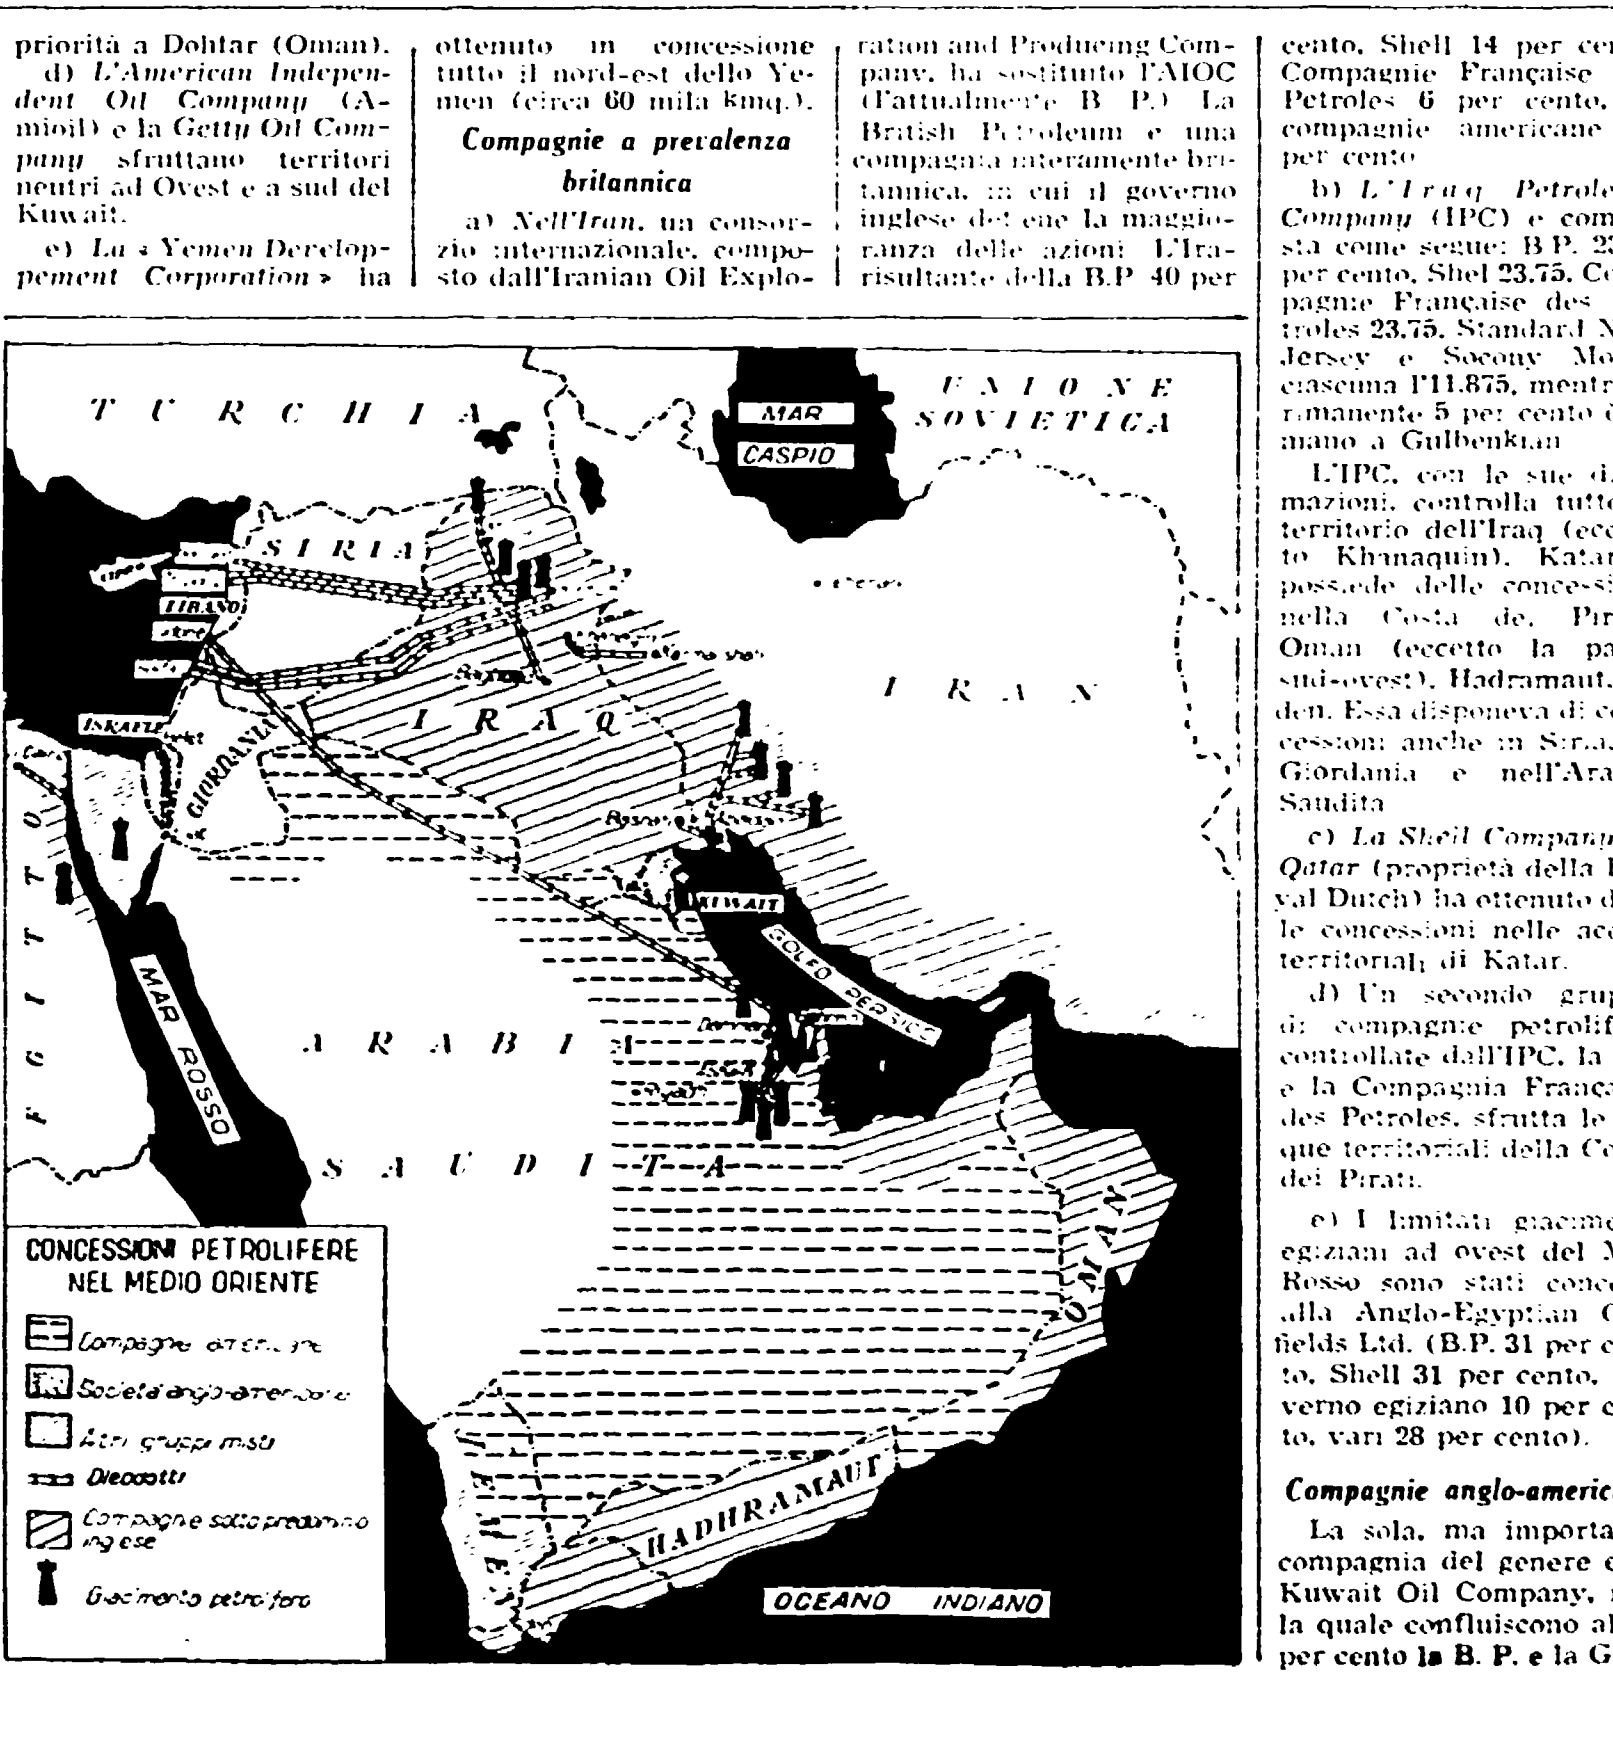 priorità a Dohfar (Oman).
d) L'American Indepen-
dent Oil Company (A-
mioil) e la Getty Oil Com-
pany sfruttano territori
neutri ad Ovest e a sud del
Kuwait.
e) La « Yemen Develop-
pement Corporation » ha
ottenuto in concessione
tutto il nord-est dello Ye-
men (circa 60 mila kmq.).
Compagnie a prevalenza
britannica
a) Nell'Iran, un consor-
zio internazionale, compo-
sto dall'Iranian Oil Explo-
ration and Producing Com-
pany, ha sostituito l'AIOC
(l'attualmente B P.) La
British Petroleum e una
compagnia interamente bri-
tannica, in cui il governo
inglese detiene la maggio-
ranza delle azioni L'Ira-
risultante della B.P 40 per
cento, Shell 14 per cen
Compagnie Française
Petroles 6 per cento,
compagnie americane
per cento
b) L'Iraq Petrole
Company (IPC) e com
sta come segue: B.P. 23
per cento, Shel 23.75, Co
pagnie Française des
troles 23.75, Standard N
Jersey e Socony Mo
ciascuna l'11.875, mentr
rimanente 5 per cento è
mano a Gulbenkian
L'IPC, con le sue di
mazioni, controlla tutto
territorio dell'Iraq (ecc
to Khanaquin), Katar
possiede delle concessi
nella Costa dei Pir
Oman (eccetto la pa
sud-ovest), Hadramaut,
den. Essa disponeva di co
cessioni anche in Siria,
Giordania e nell'Ara
Saudita
c) La Shell Company
Qatar (proprietà della R
yal Dutch) ha ottenuto d
le concessioni nelle acq
territoriali di Katar.
d) Un secondo grup
di compagnie petrolif
controllate dall'IPC, la
e la Compagnia França
des Petroles, sfrutta le
que territoriali della Co
dei Pirati.
e) I limitati giacime
egiziani ad ovest del M
Rosso sono stati conce
alla Anglo-Egyptian O
fields Ltd. (B.P. 31 per c
to, Shell 31 per cento,
verno egiziano 10 per c
to, vari 28 per cento).
Compagnie anglo-americ
La sola, ma importa
compagnia del genere e
Kuwait Oil Company,
la quale confluiscono al
per cento la B. P. e la G
TURCHIA
UNIONE
SOVIETICA
MAR
CASPIO
SIRIA
LIBANO
IRAN
IRAQ
ISRAELE
GIORDANIA
KUWAIT
GOLFO PERSICO
EGITTO
MAR ROSSO
ARABIA
SAUDITA
OMAN
YEMEN
HADHRAMAUT
OCEANO INDIANO
CONCESSIONI PETROLIFERE
NEL MEDIO ORIENTE
Compagnie americane
Società anglo-americane
Altri gruppi misti
Oleodotti
Compagnie sotto predominio
inglese
Giacimento petrolifero